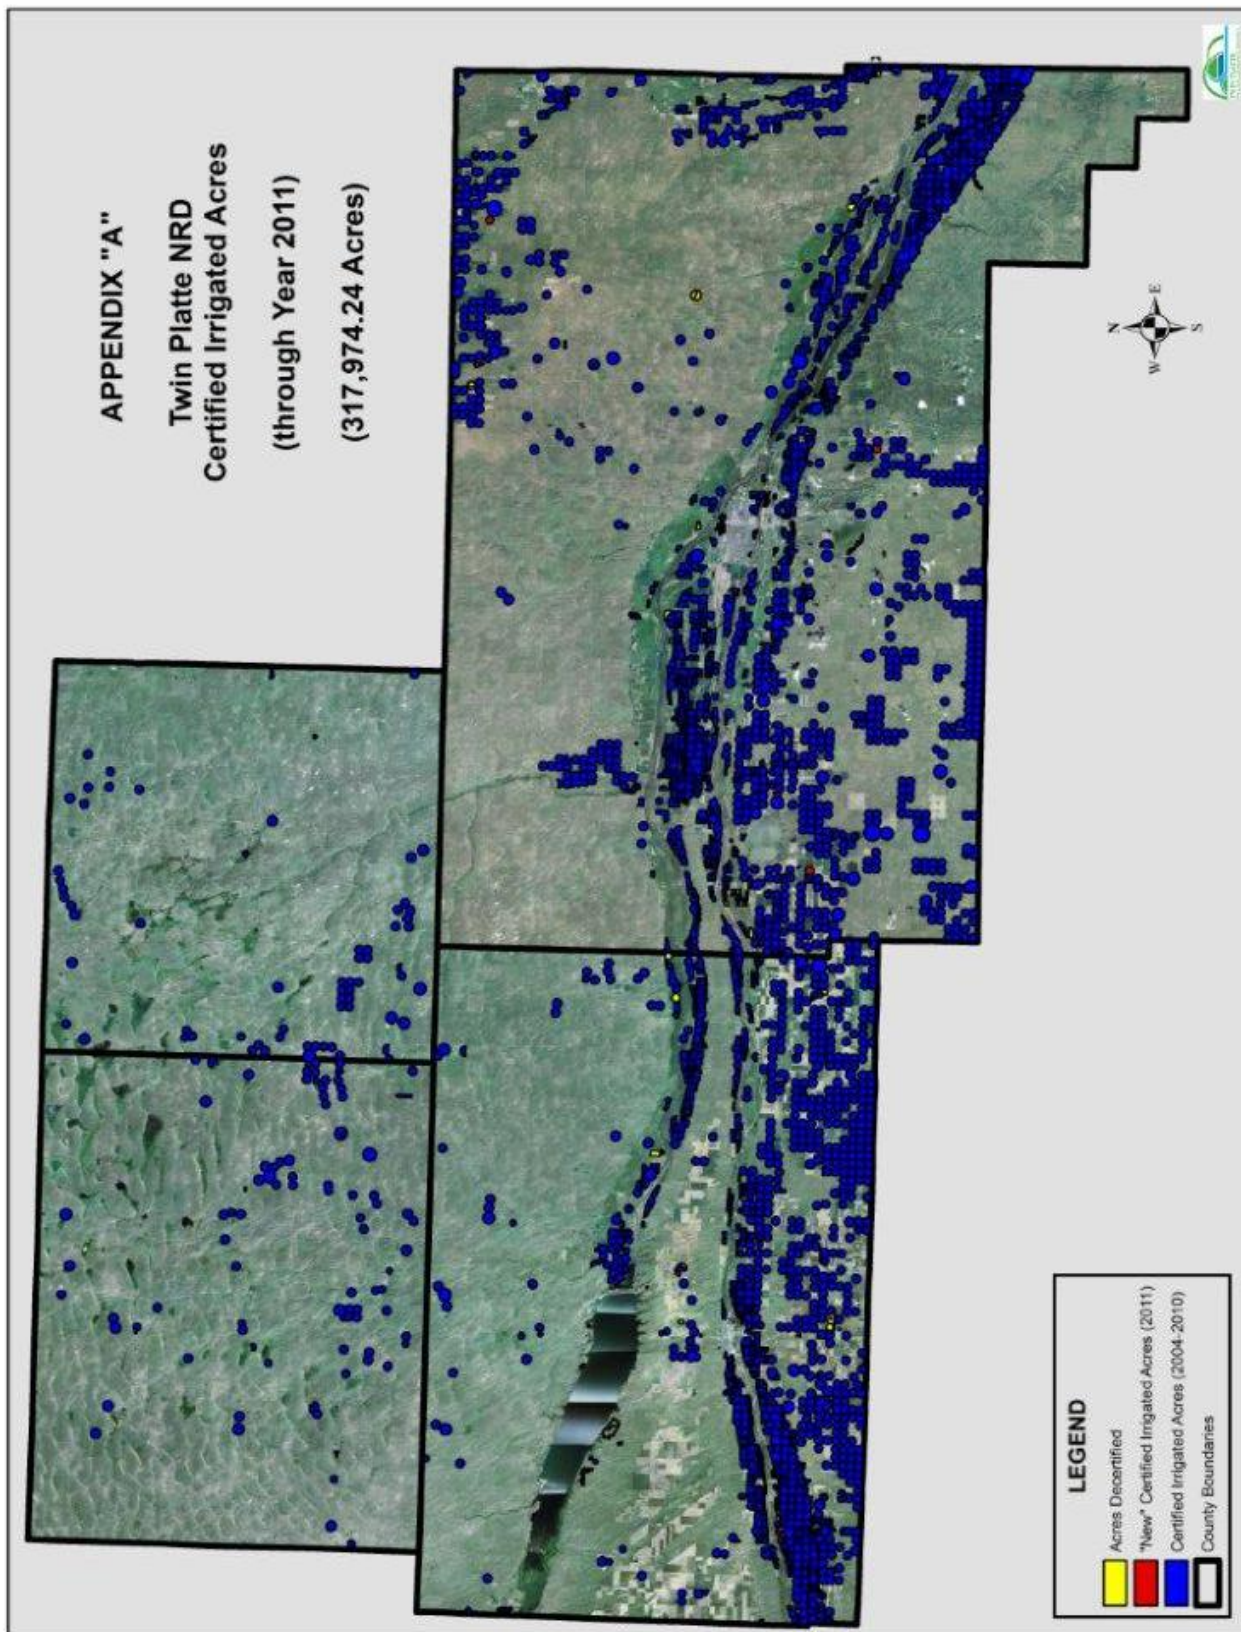 APPENDIX "A"
Twin Platte NRD
Certified Irrigated Acres
(through Year 2011)
(317,974.24 Acres)
N
W
E
S
LEGEND
Acres Decertified
"New" Certified Irrigated Acres (2011)
Certified Irrigated Acres (2004-2010)
County Boundaries